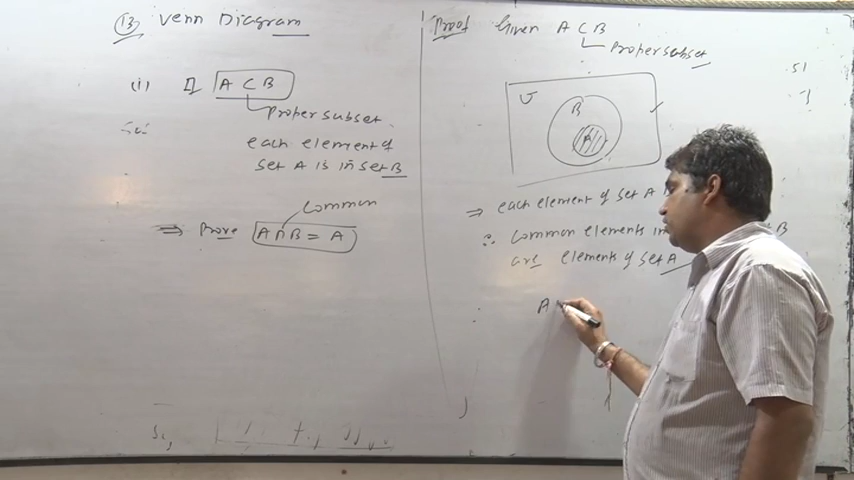 (13) Venn Diagram
(i) If A ⊂ B
Proper subset
each element of
set A is in set B
⇒ Prove A∩B = A
Common
Proof Given A ⊂ B
Proper subset
U
B
A
⇒ each element of set A
∴ Common elements in B
are elements of set A
A